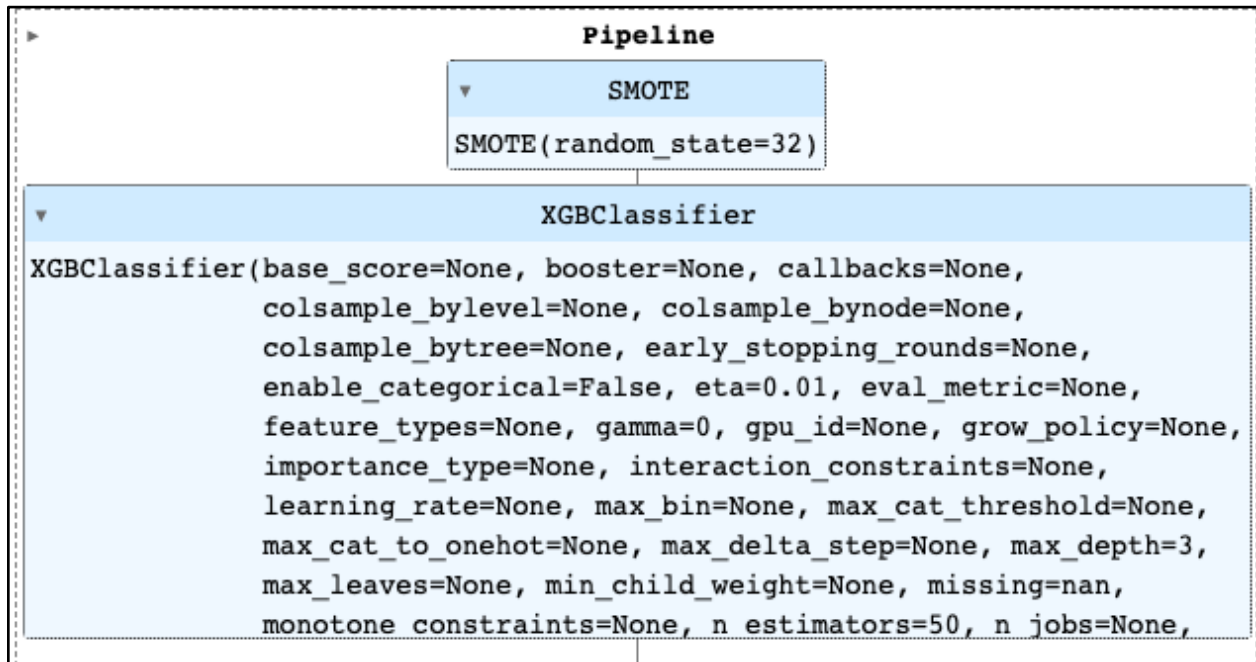 Pipeline
SMOTE
SMOTE(random_state=32)
XGBClassifier
XGBClassifier(base_score=None, booster=None, callbacks=None,
colsample_bylevel=None, colsample_bynode=None,
colsample_bytree=None, early_stopping_rounds=None,
enable_categorical=False, eta=0.01, eval_metric=None,
feature_types=None, gamma=0, gpu_id=None, grow_policy=None,
importance_type=None, interaction_constraints=None,
learning_rate=None, max_bin=None, max_cat_threshold=None,
max_cat_to_onehot=None, max_delta_step=None, max_depth=3,
max_leaves=None, min_child_weight=None, missing=nan,
monotone_constraints=None, n_estimators=50, n_jobs=None,